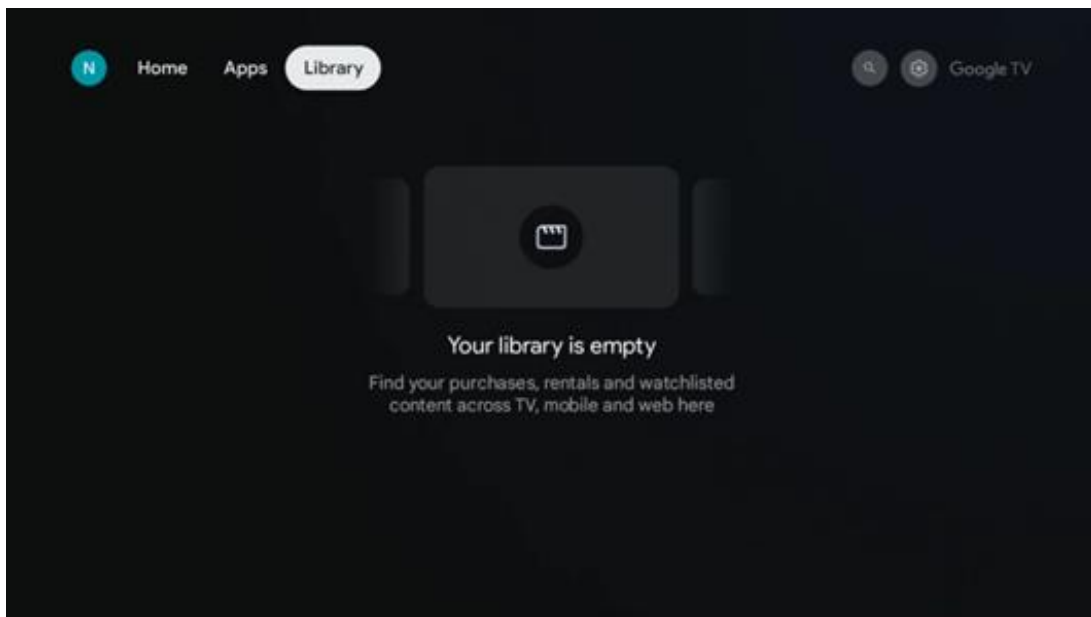 N Home Apps Library Google TV
Your library is empty
Find your purchases, rentals and watchlisted
content across TV, mobile and web here